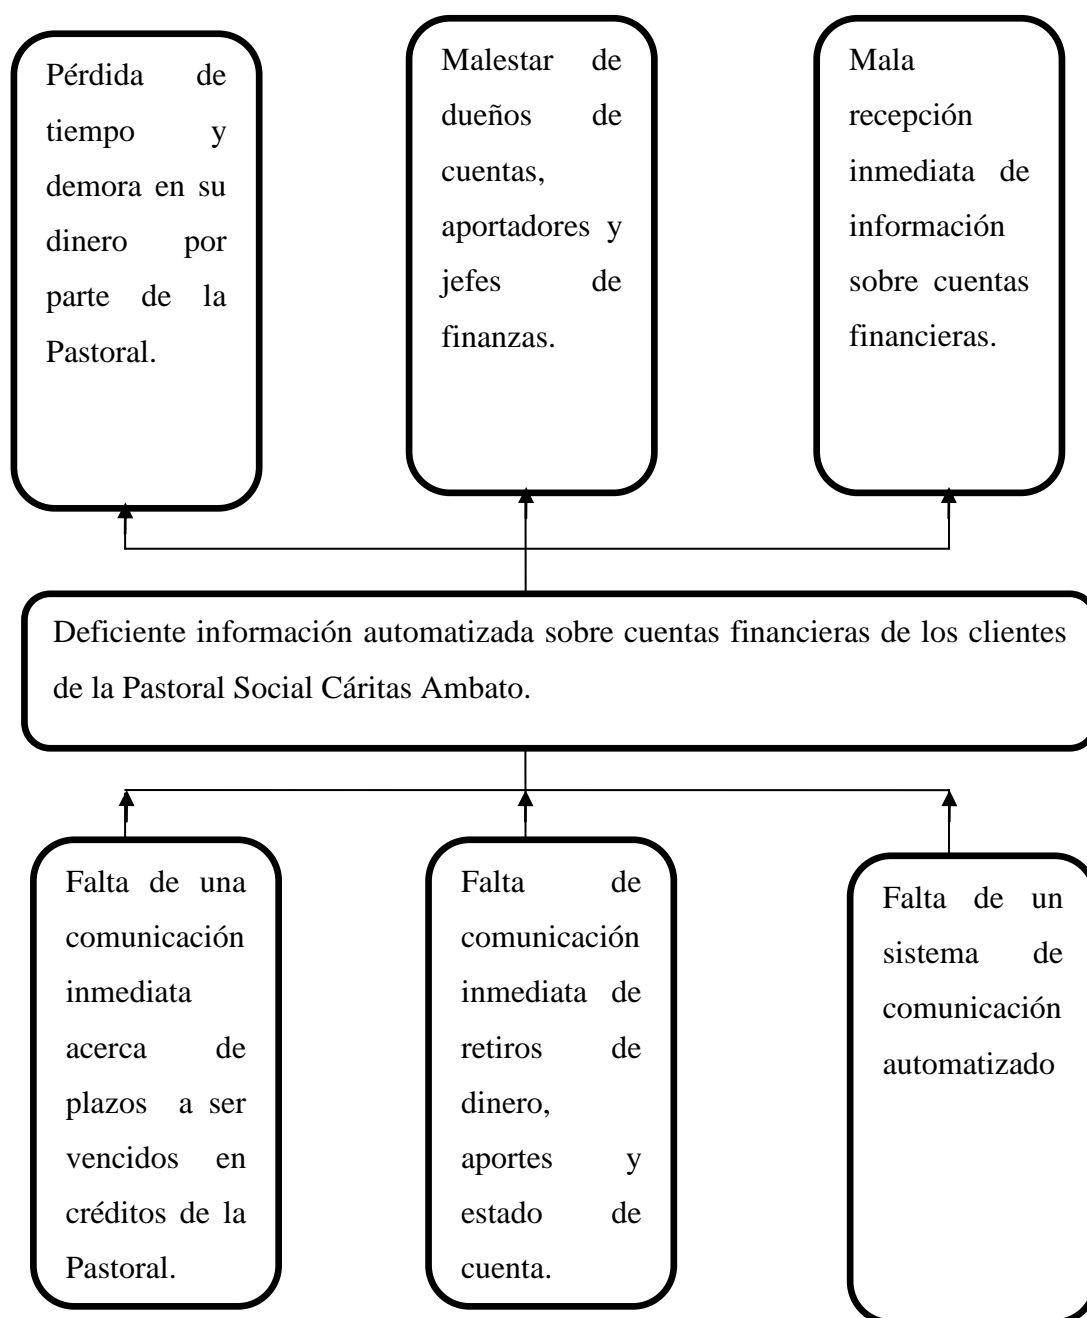 Pérdida de
tiempo y
demora en su
dinero por
parte de la
Pastoral.
Malestar de
dueños de
cuentas,
aportadores y
jefes de
finanzas.
Mala
recepción
inmediata de
información
sobre cuentas
financieras.
Deficiente información automatizada sobre cuentas financieras de los clientes
de la Pastoral Social Cáritas Ambato.
Falta de una
comunicación
inmediata
acerca de
plazos a ser
vencidos en
créditos de la
Pastoral.
Falta de
comunicación
inmediata de
retiros de
dinero,
aportes y
estado de
cuenta.
Falta de un
sistema de
comunicación
automatizado